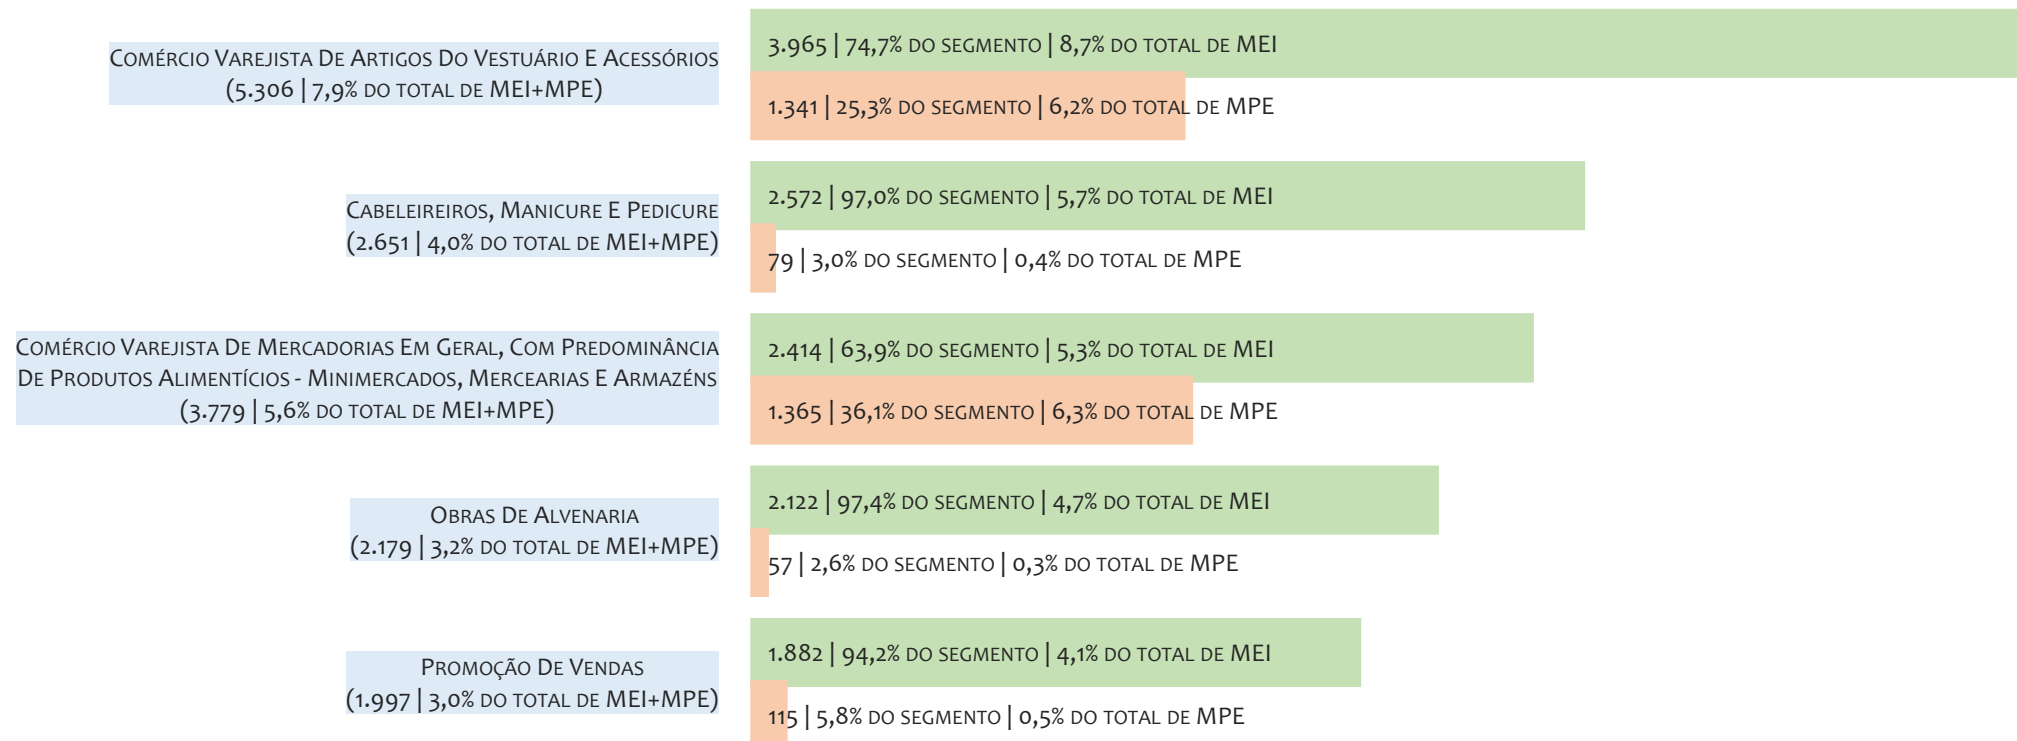 Comércio Varejista De Artigos Do Vestuário E Acessórios
(5.306 | 7,9% do total de MEI+MPE)
3.965 | 74,7% do segmento | 8,7% do total de MEI
1.341 | 25,3% do segmento | 6,2% do total de MPE
Cabeleireiros, Manicure E Pedicure
(2.651 | 4,0% do total de MEI+MPE)
2.572 | 97,0% do segmento | 5,7% do total de MEI
79 | 3,0% do segmento | 0,4% do total de MPE
Comércio Varejista De Mercadorias Em Geral, Com Predominância
De Produtos Alimentícios - Minimercados, Mercearias E Armazéns
(3.779 | 5,6% do total de MEI+MPE)
2.414 | 63,9% do segmento | 5,3% do total de MEI
1.365 | 36,1% do segmento | 6,3% do total de MPE
Obras De Alvenaria
(2.179 | 3,2% do total de MEI+MPE)
2.122 | 97,4% do segmento | 4,7% do total de MEI
57 | 2,6% do segmento | 0,3% do total de MPE
Promoção De Vendas
(1.997 | 3,0% do total de MEI+MPE)
1.882 | 94,2% do segmento | 4,1% do total de MEI
115 | 5,8% do segmento | 0,5% do total de MPE